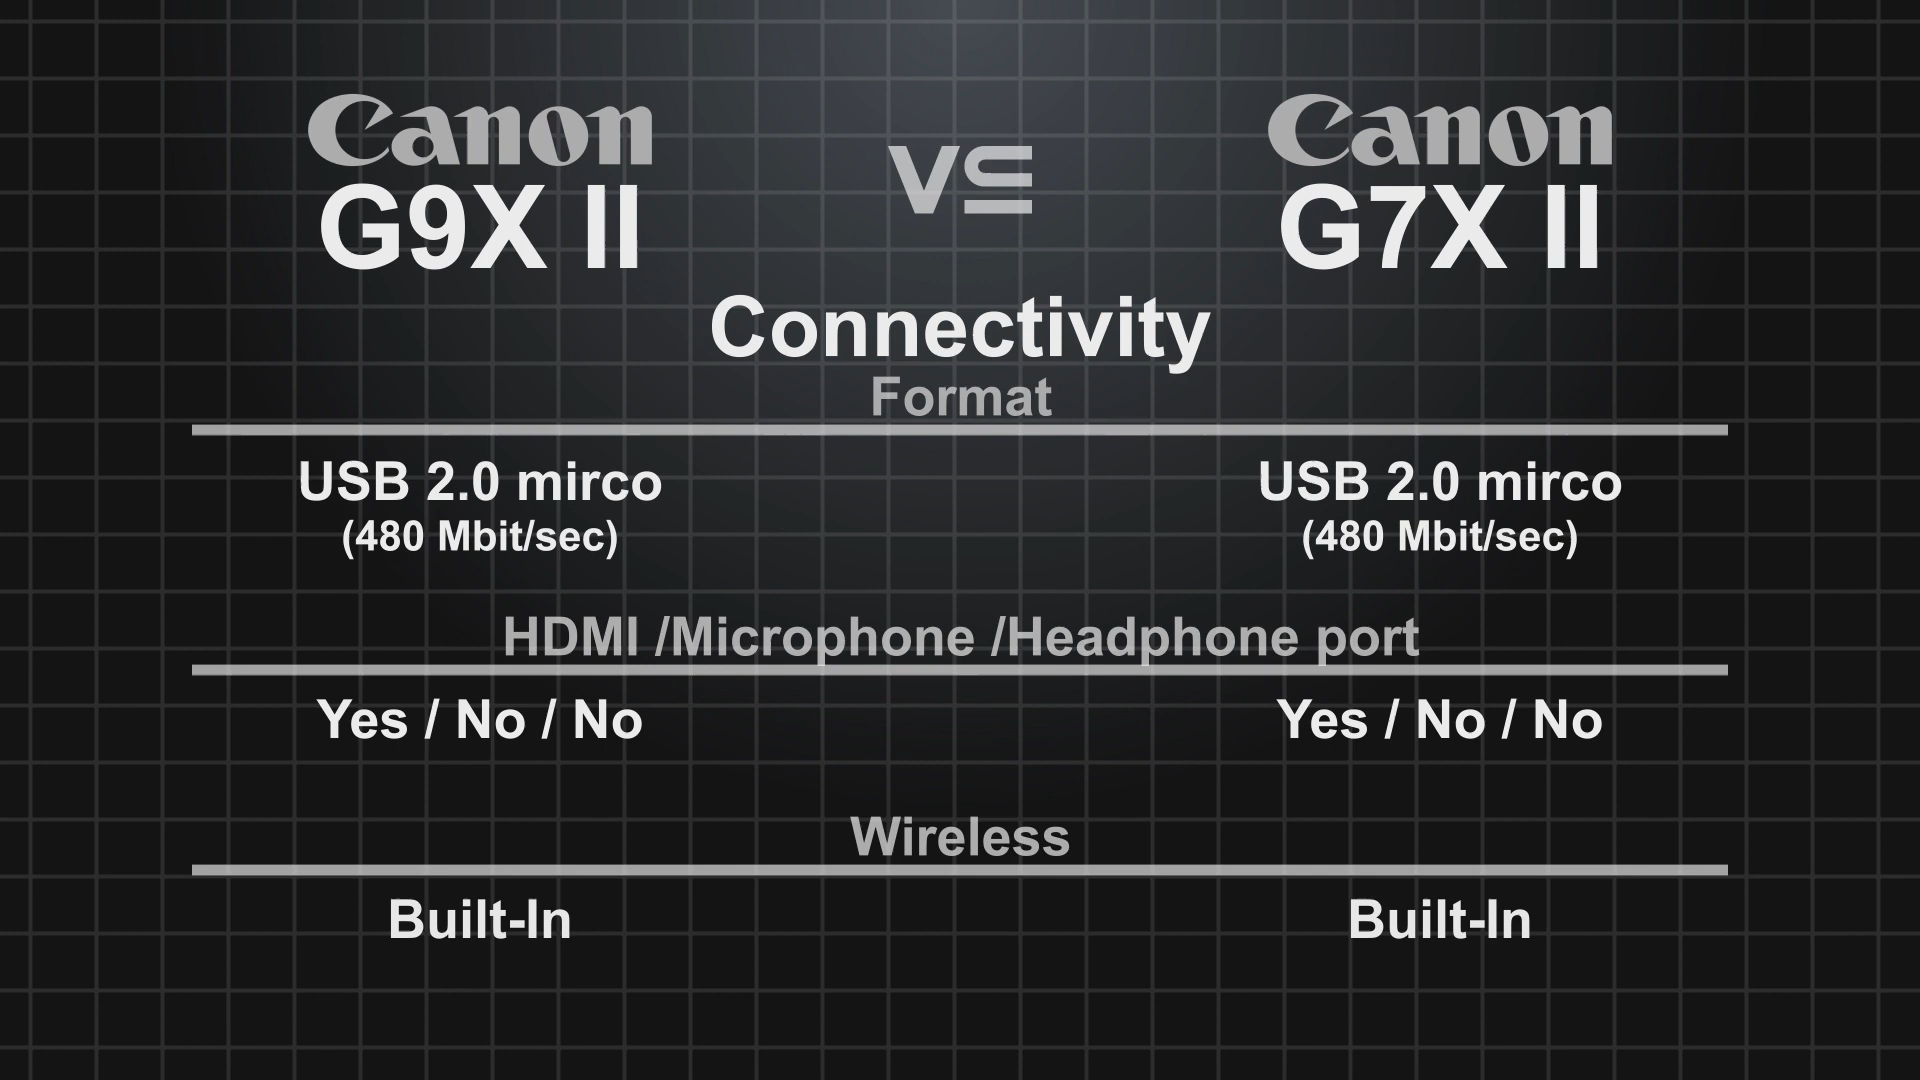 Canon VS Canon
G9X II G7X II
Connectivity
Format
USB 2.0 mirco USB 2.0 mirco
(480 Mbit/sec) (480 Mbit/sec)
HDMI /Microphone /Headphone port
Yes / No / No Yes / No / No
Wireless
Built-In Built-In